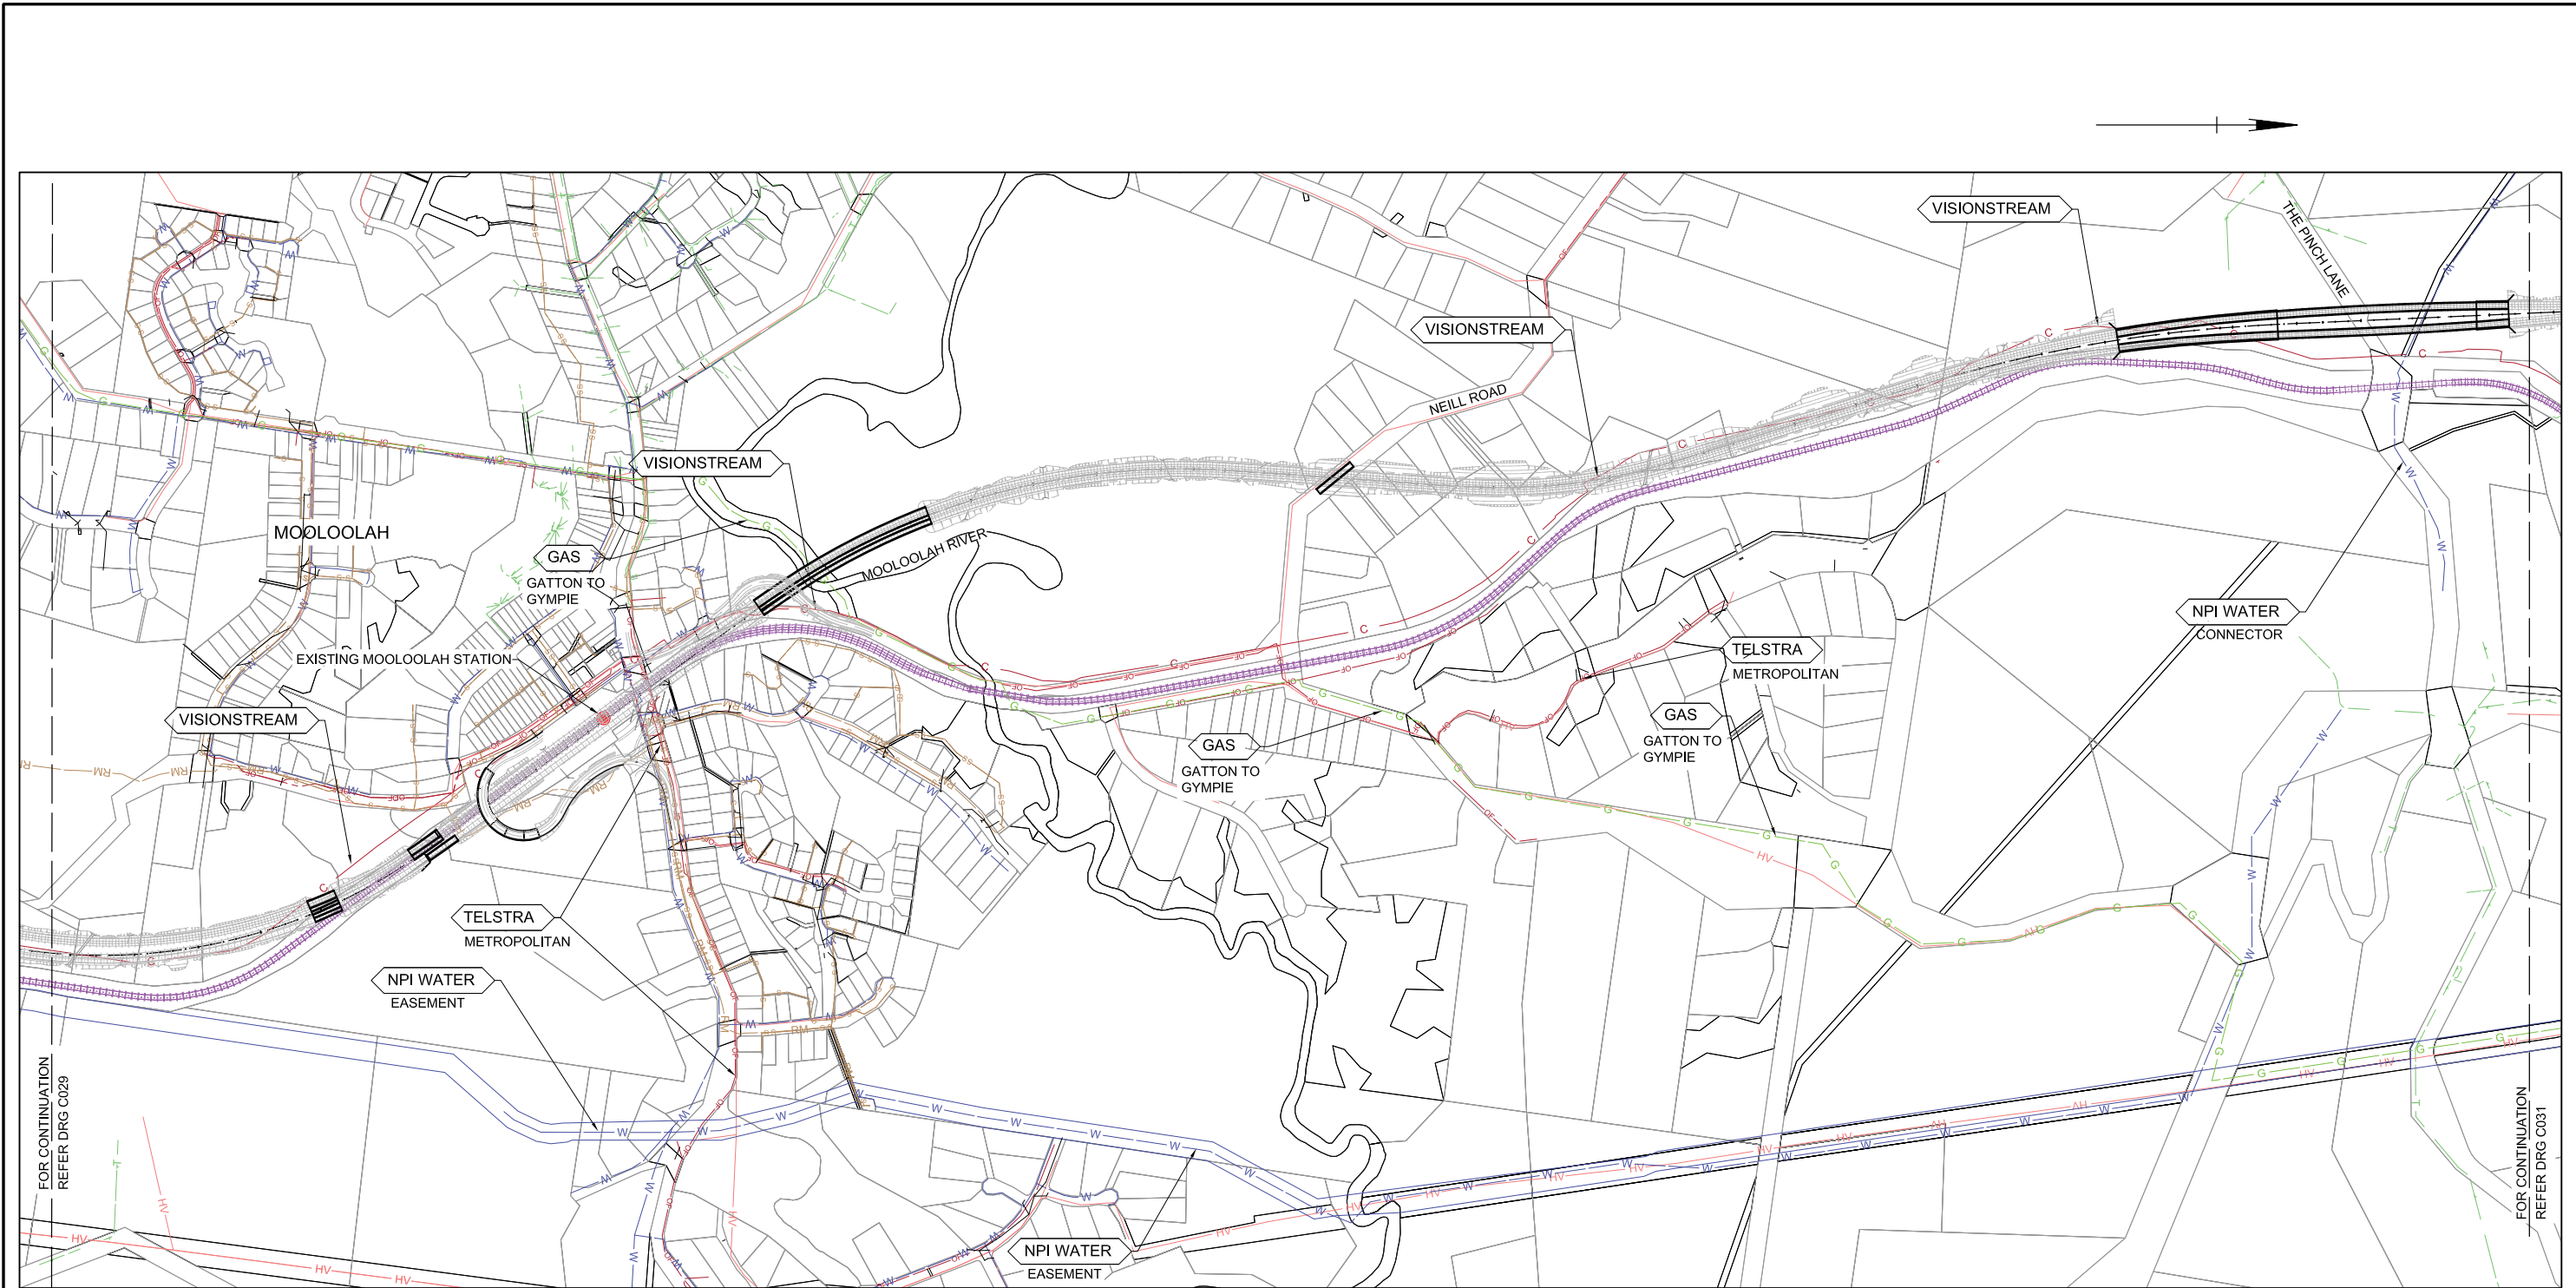 VISIONSTREAM
THE PINCH LANE
VISIONSTREAM
NEILL ROAD
VISIONSTREAM
MOOLOOLAH
GAS
GATTON TO
GYMPIE
MOOLOOLAH RIVER
EXISTING MOOLOOLAH STATION
NPI WATER
CONNECTOR
TELSTRA
METROPOLITAN
VISIONSTREAM
GAS
GATTON TO
GYMPIE
GAS
GATTON TO
GYMPIE
TELSTRA
METROPOLITAN
NPI WATER
EASEMENT
FOR CONTINUATION
REFER DRG C029
FOR CONTINUATION
REFER DRG C031
NPI WATER
EASEMENT